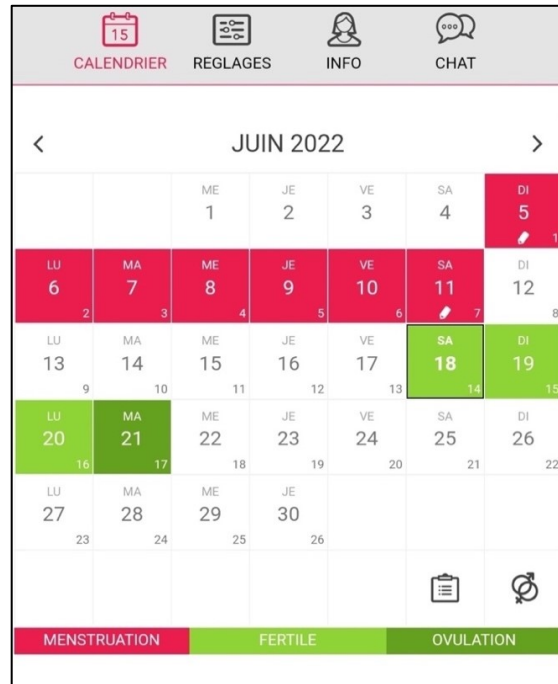 15
CALENDRIER REGLAGES INFO CHAT
JUIN 2022
ME JE VE SA DI
1 2 3 4 5
1
LU MA ME JE VE SA DI
6 7 8 9 10 11 12
2 3 4 5 6 7 8
LU MA ME JE VE SA DI
13 14 15 16 17 18 19
9 10 11 12 13 14 15
LU MA ME JE VE SA DI
20 21 22 23 24 25 26
16 17 18 19 20 21 22
LU MA ME JE
27 28 29 30
23 24 25 26
MENSTRUATION FERTILE OVULATION